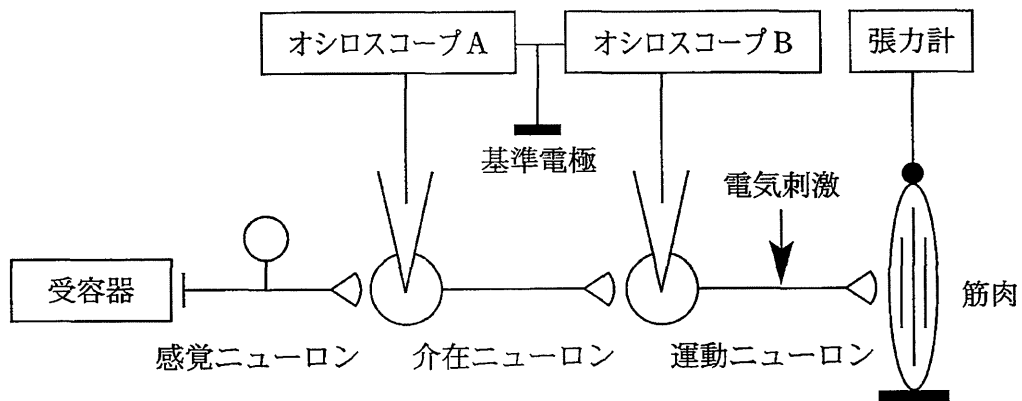 オシロスコープA
オシロスコープB
張力計
基準電極
電気刺激
受容器
筋肉
感覚ニューロン
介在ニューロン
運動ニューロン